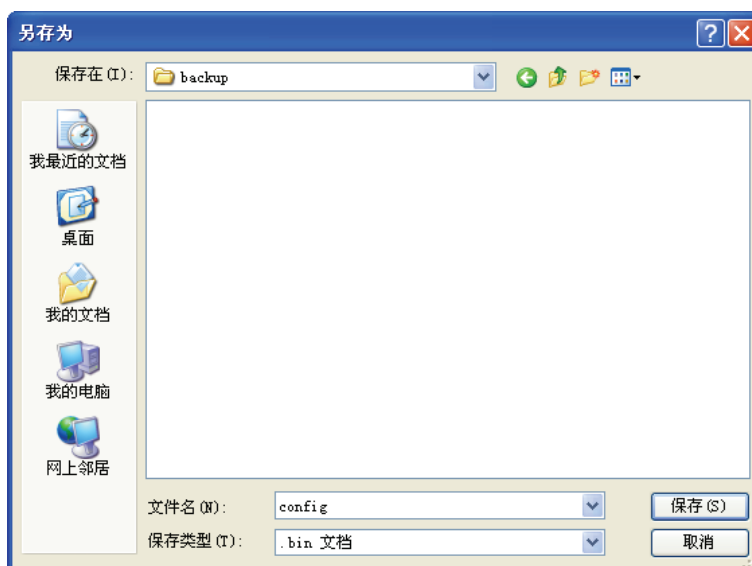 另存为
保存在(I):
backup
我最近的文档
桌面
我的文档
我的电脑
网上邻居
文件名(N):
config
保存(S)
保存类型(T):
.bin 文档
取消